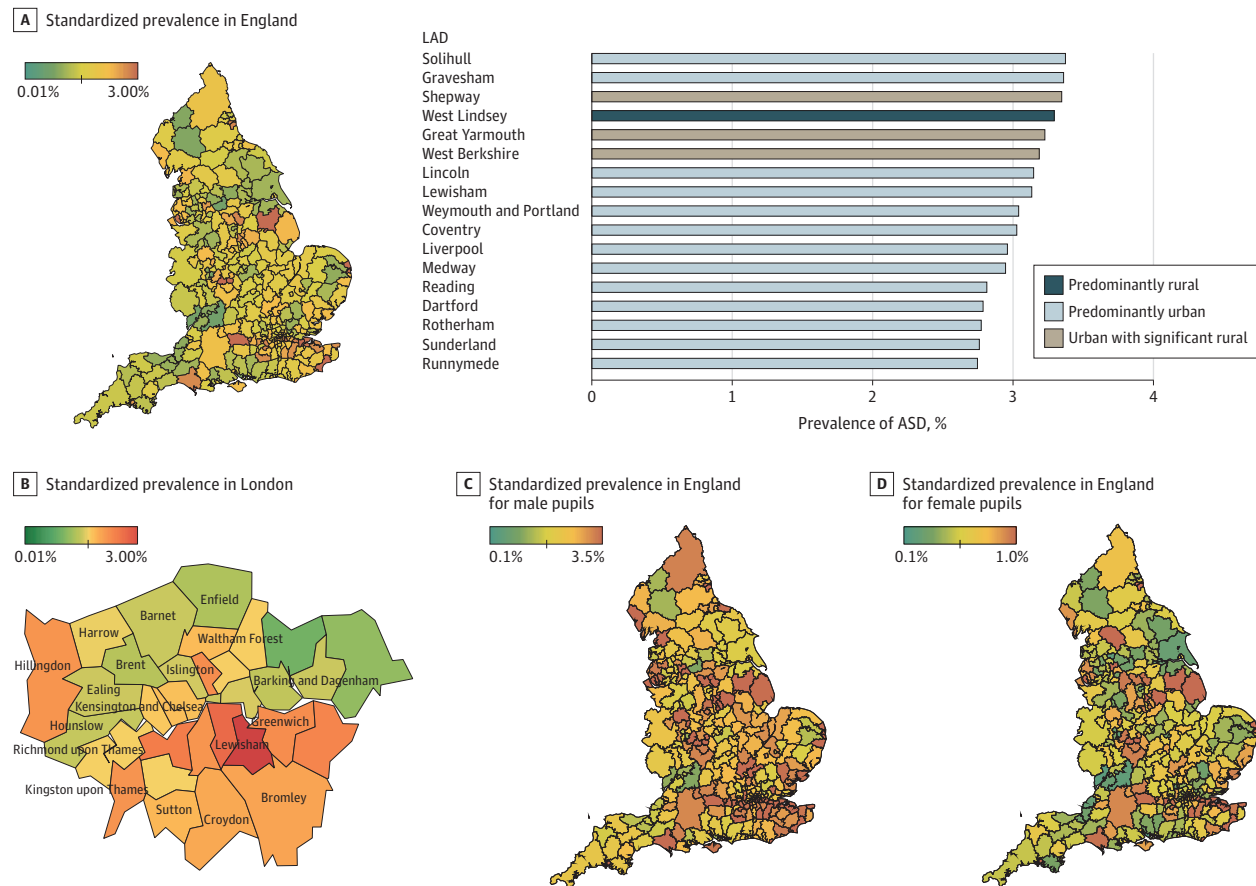 A Standardized prevalence in England
0.01% 3.00%
LAD
Solihull
Gravesham
Shepway
West Lindsey
Great Yarmouth
West Berkshire
Lincoln
Lewisham
Weymouth and Portland
Coventry
Liverpool
Medway
Reading
Dartford
Rotherham
Sunderland
Runnymede
0 1 2 3 4
Prevalence of ASD, %
Predominantly rural
Predominantly urban
Urban with significant rural
B Standardized prevalence in London
0.01% 3.00%
Enfield
Barnet
Harrow
Waltham Forest
Hillingdon
Brent
Islington
Barking and Dagenham
Ealing
Kensington and Chelsea
Hounslow
Greenwich
Richmond upon Thames
Lewisham
Kingston upon Thames
Bromley
Sutton
Croydon
C Standardized prevalence in England
for male pupils
0.1% 3.5%
D Standardized prevalence in England
for female pupils
0.1% 1.0%